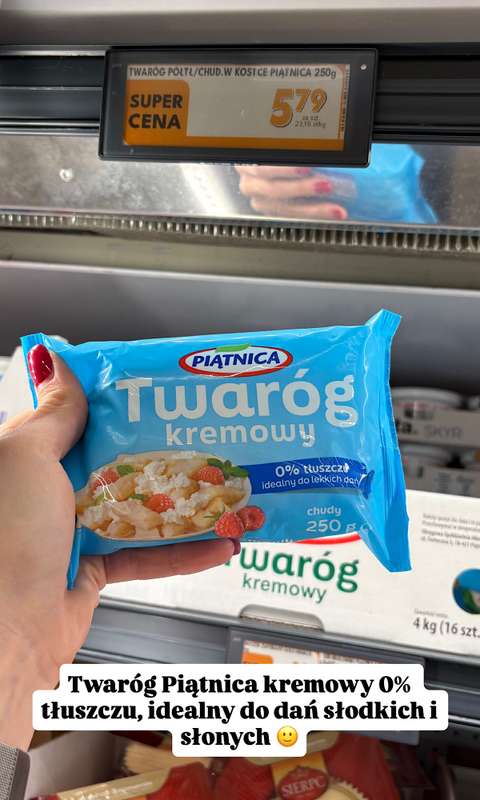 TWARÓG PÓŁTŁ/CHUD.W KOSTCE PIĄTNICA 250g
SUPER
CENA
5 79
za szt.
PIĄTNICA
Twaróg
kremowy
0% tłuszczu
idealny do lekkich dań
chudy
250 g
SKYR
Twaróg
kremowy
4 kg (16 szt.
Twaróg Piątnica kremowy 0%
tłuszczu, idealny do dań słodkich i
słonych 🙂
SIERPC